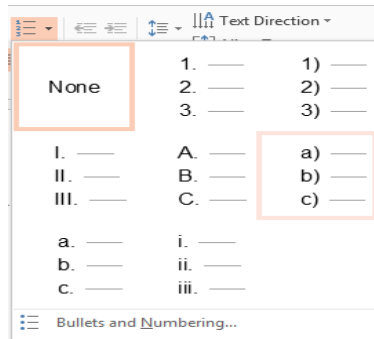 Text Direction
None
1.
2.
3.
1)
2)
3)
I.
II.
III.
A.
B.
C.
a)
b)
c)
a.
b.
c.
i.
ii.
iii.
Bullets and Numbering...